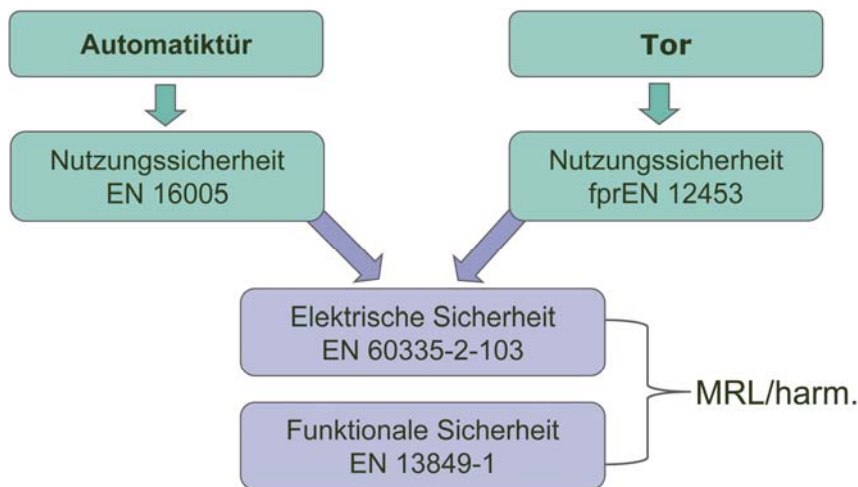 Automatiktür
Tor
Nutzungssicherheit
EN 16005
Nutzungssicherheit
fprEN 12453
Elektrische Sicherheit
EN 60335-2-103
MRL/harm.
Funktionale Sicherheit
EN 13849-1